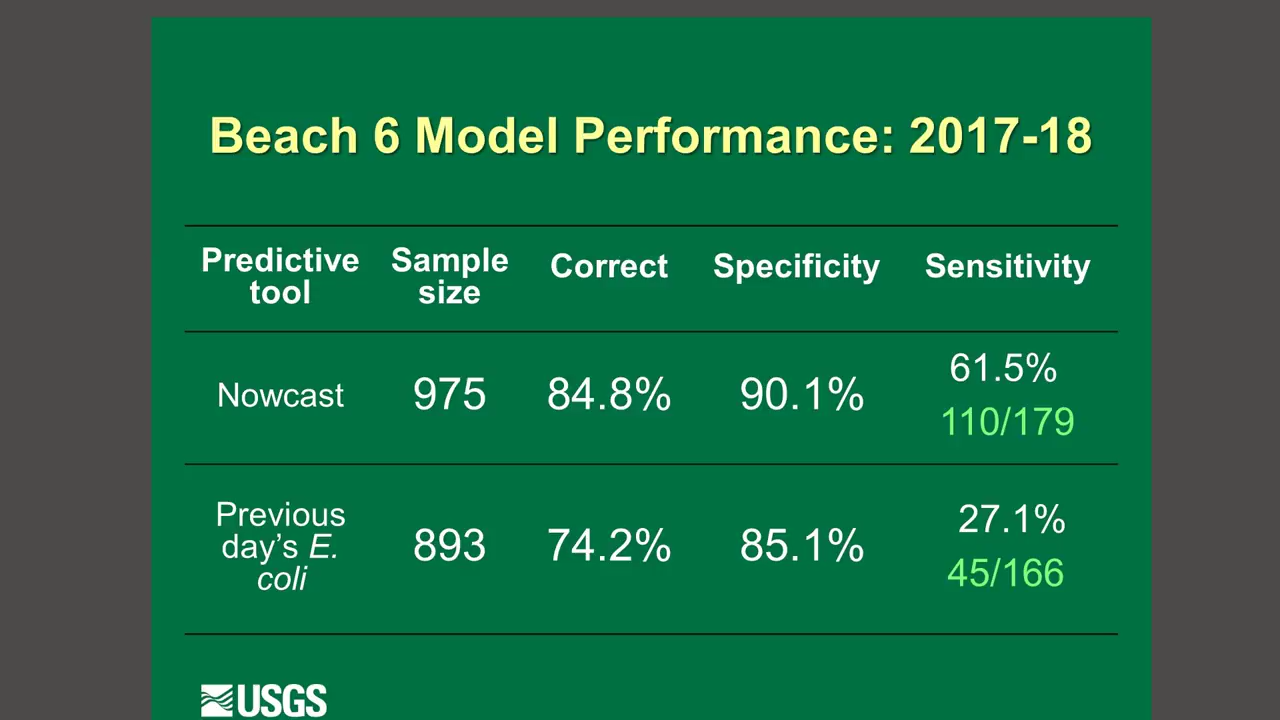 Beach 6 Model Performance: 2017-18
Predictive tool
Sample size
Correct
Specificity
Sensitivity
Nowcast
975
84.8%
90.1%
61.5%
110/179
Previous
day's E.
coli
893
74.2%
85.1%
27.1%
45/166
USGS